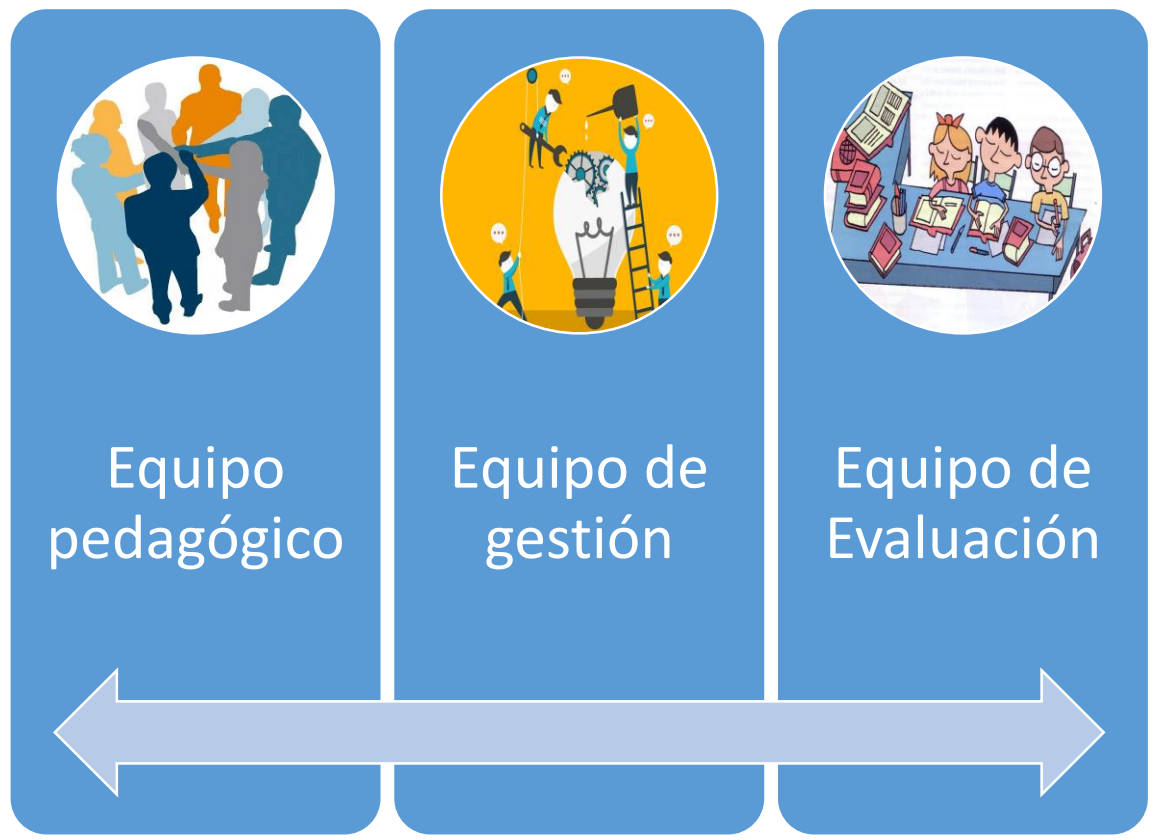 Equipo
pedagógico
Equipo de
gestión
Equipo de
Evaluación